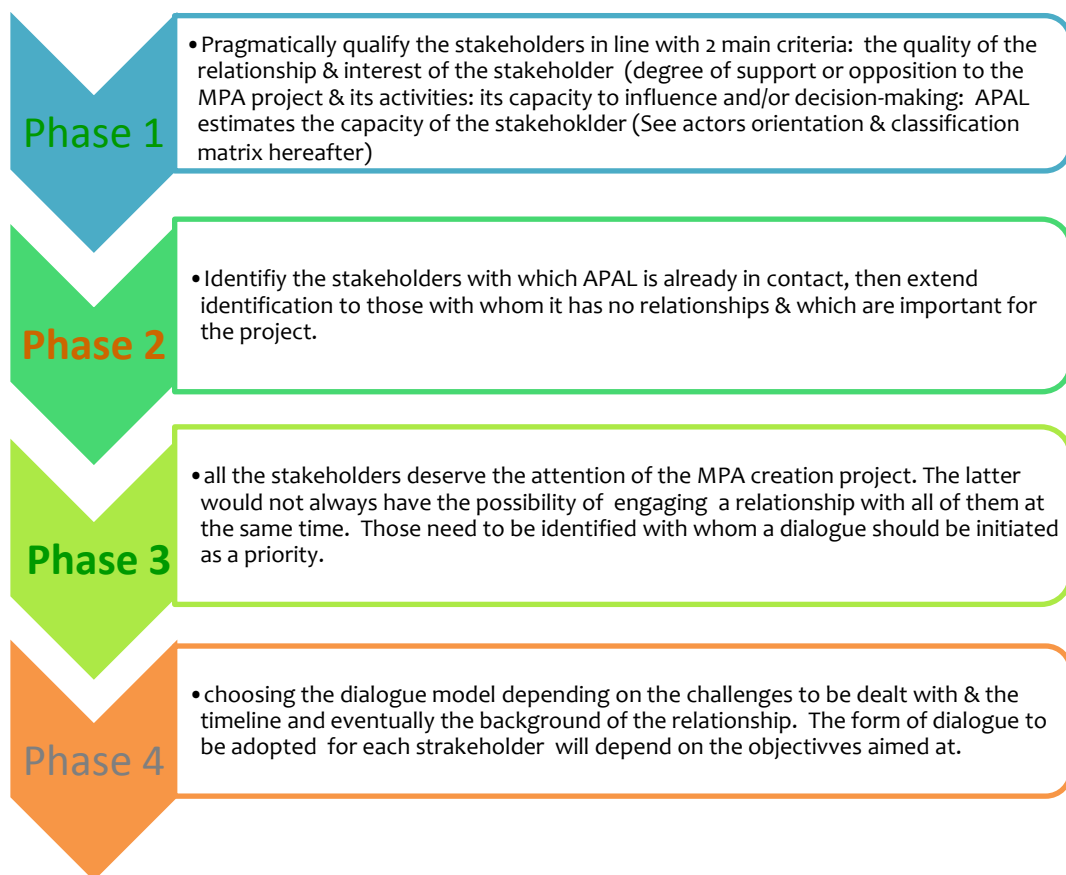 Phase 1
•Pragmatically qualify the stakeholders in line with 2 main criteria: the quality of the
relationship & interest of the stakeholder (degree of support or opposition to the
MPA project & its activities: its capacity to influence and/or decision-making: APAL
estimates the capacity of the stakehoklder (See actors orientation & classification
matrix hereafter)
Phase 2
•Identifiy the stakeholders with which APAL is already in contact, then extend
identification to those with whom it has no relationships & which are important for
the project.
Phase 3
•all the stakeholders deserve the attention of the MPA creation project. The latter
would not always have the possibility of engaging a relationship with all of them at
the same time. Those need to be identified with whom a dialogue should be initiated
as a priority.
Phase 4
•choosing the dialogue model depending on the challenges to be dealt with & the
timeline and eventually the background of the relationship. The form of dialogue to
be adopted for each strakeholder will depend on the objectivves aimed at.